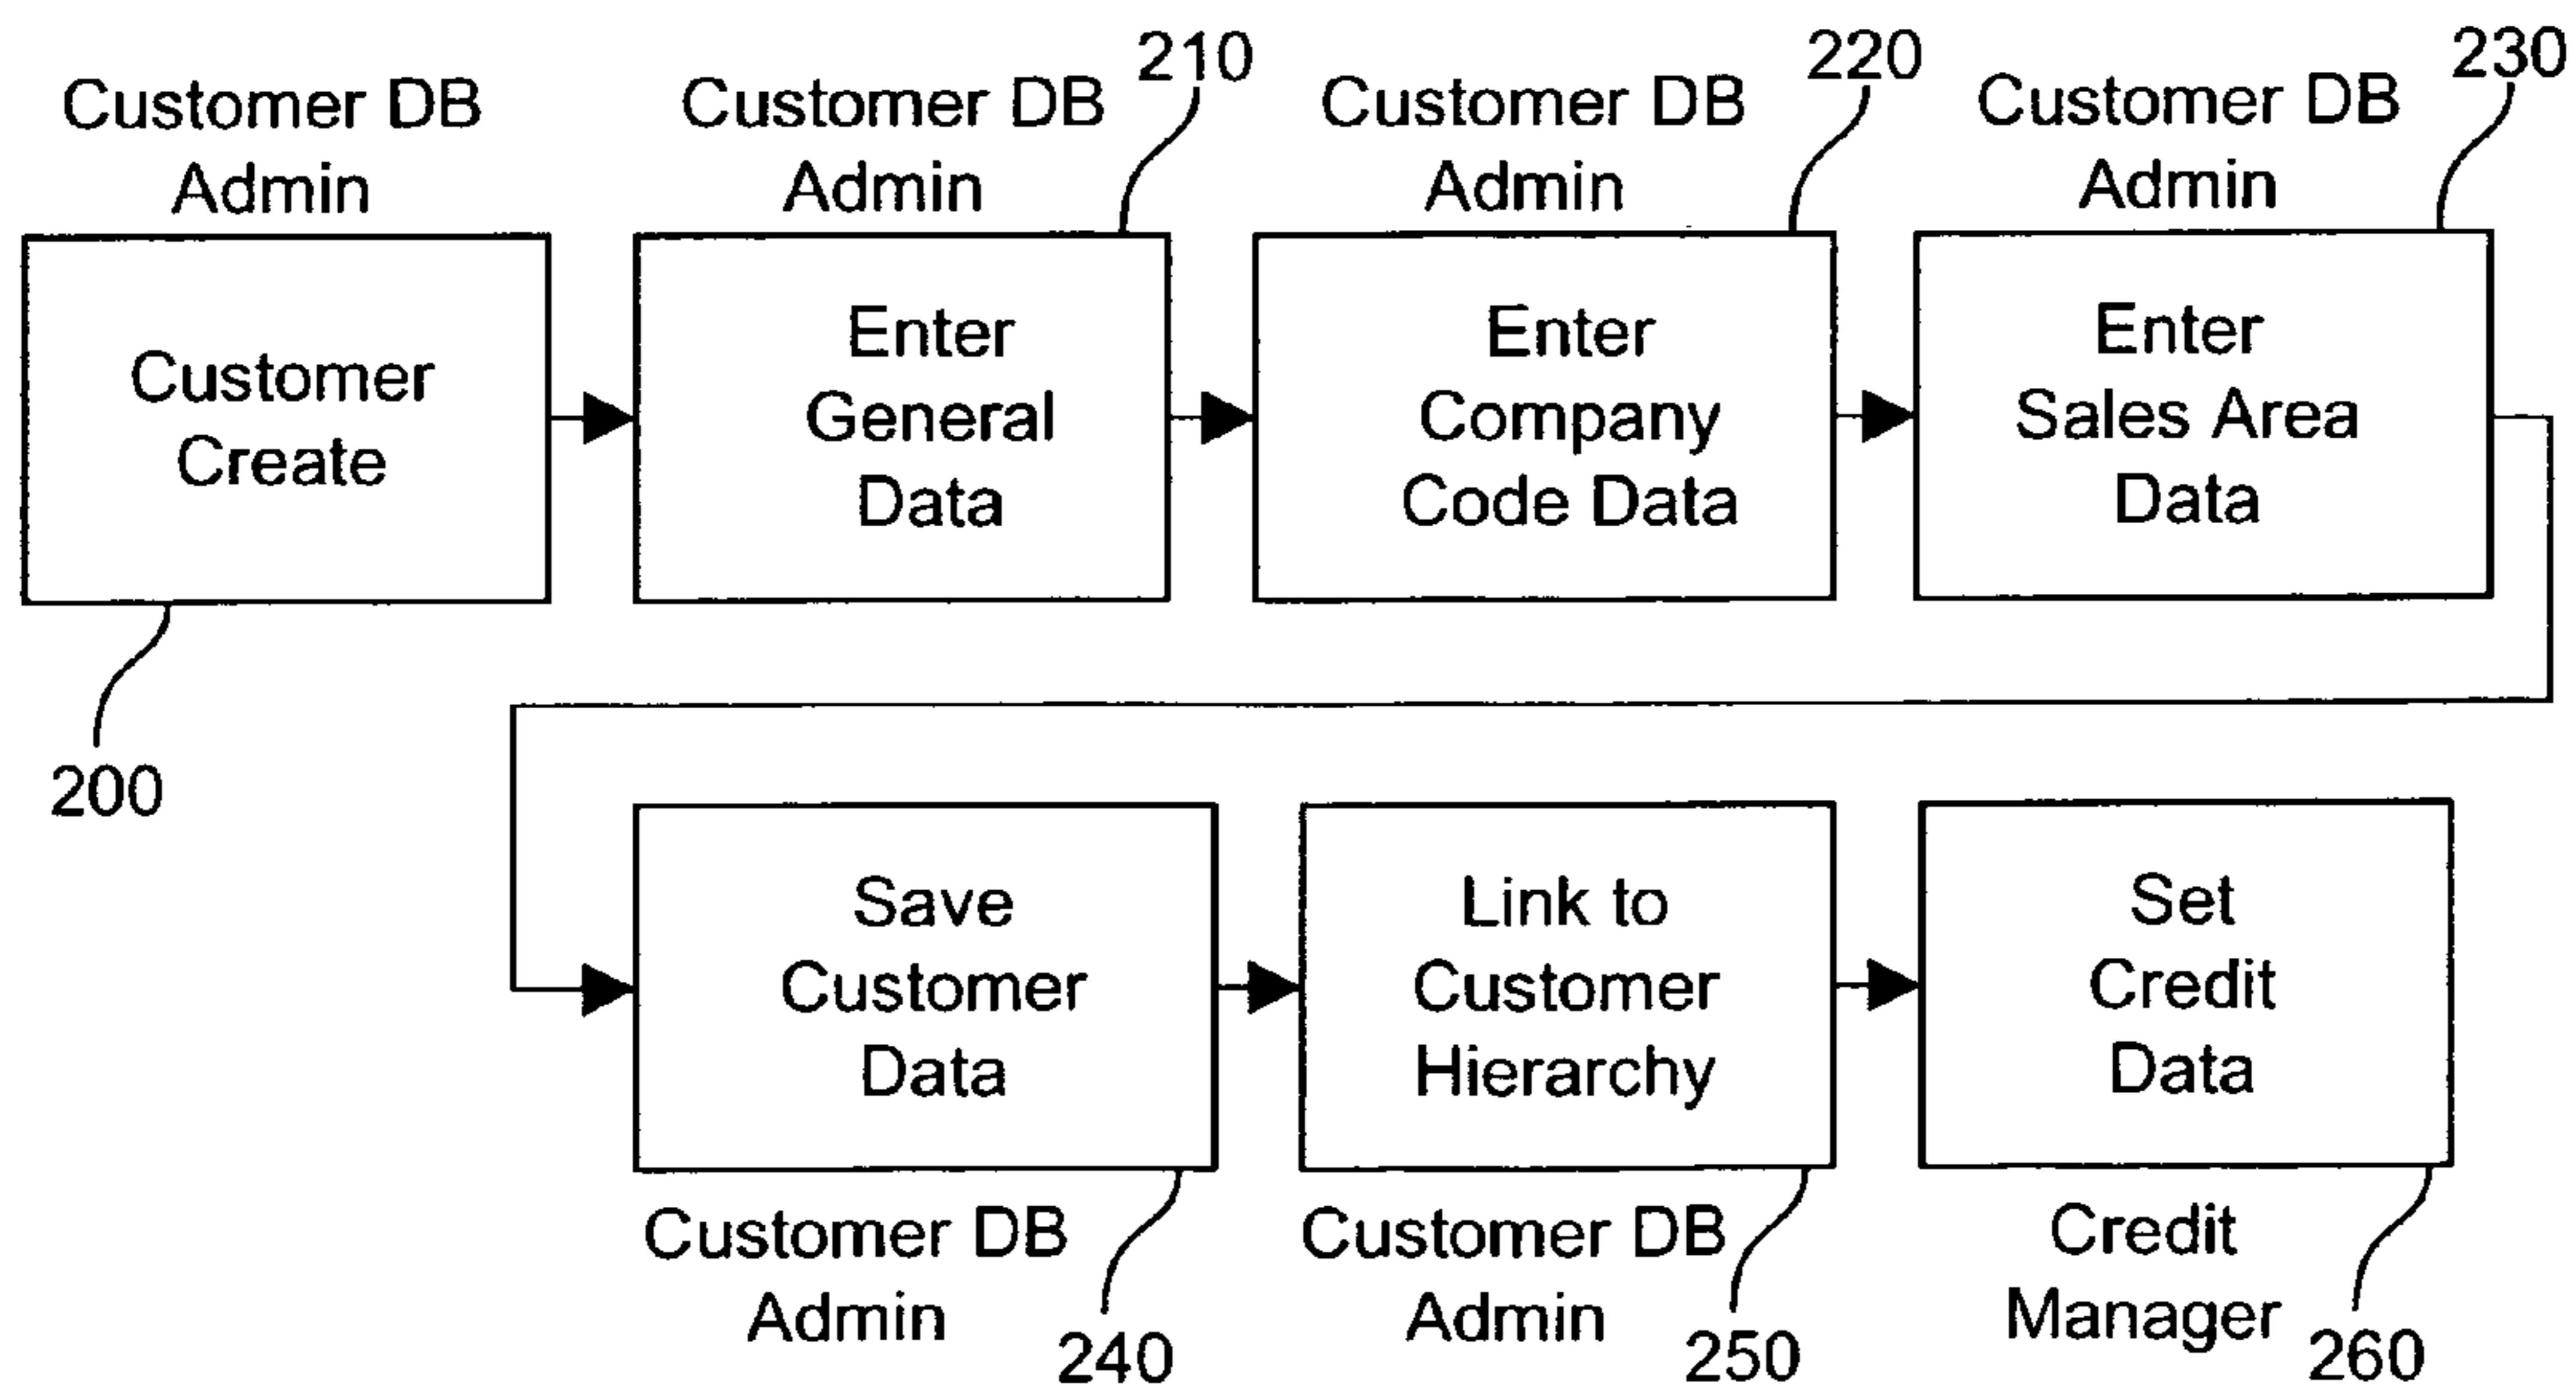 Customer DB
Admin
Customer
Create
200
Customer DB
Admin
210
Enter
General
Data
Customer DB
Admin
220
Enter
Company
Code Data
Customer DB
Admin
230
Enter
Sales Area
Data
Save
Customer
Data
Customer DB
Admin
240
Link to
Customer
Hierarchy
Customer DB
Admin
250
Set
Credit
Data
Credit
Manager
260